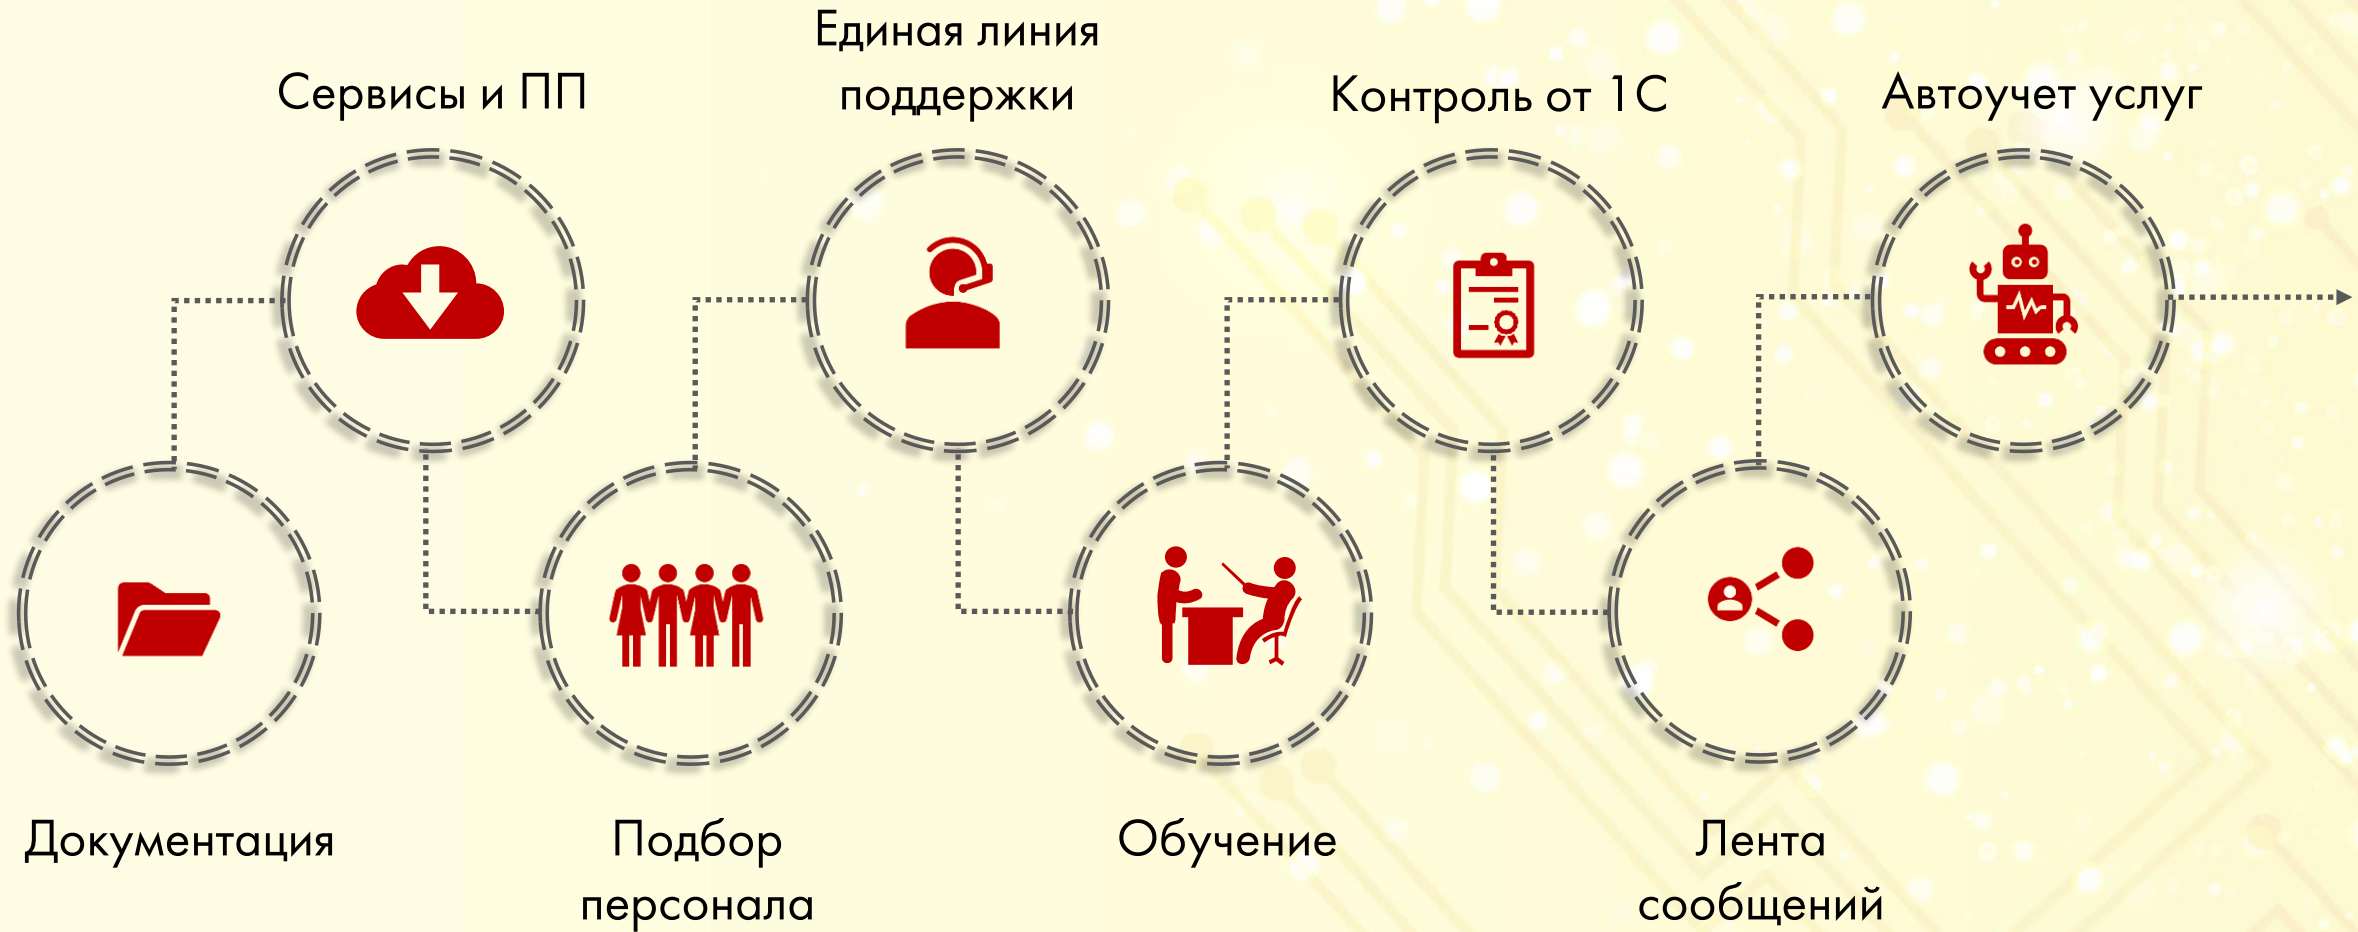 Единая линия
поддержки
Сервисы и ПП
Контроль от 1С
Автоучет услуг
Документация
Подбор
персонала
Обучение
Лента
сообщений